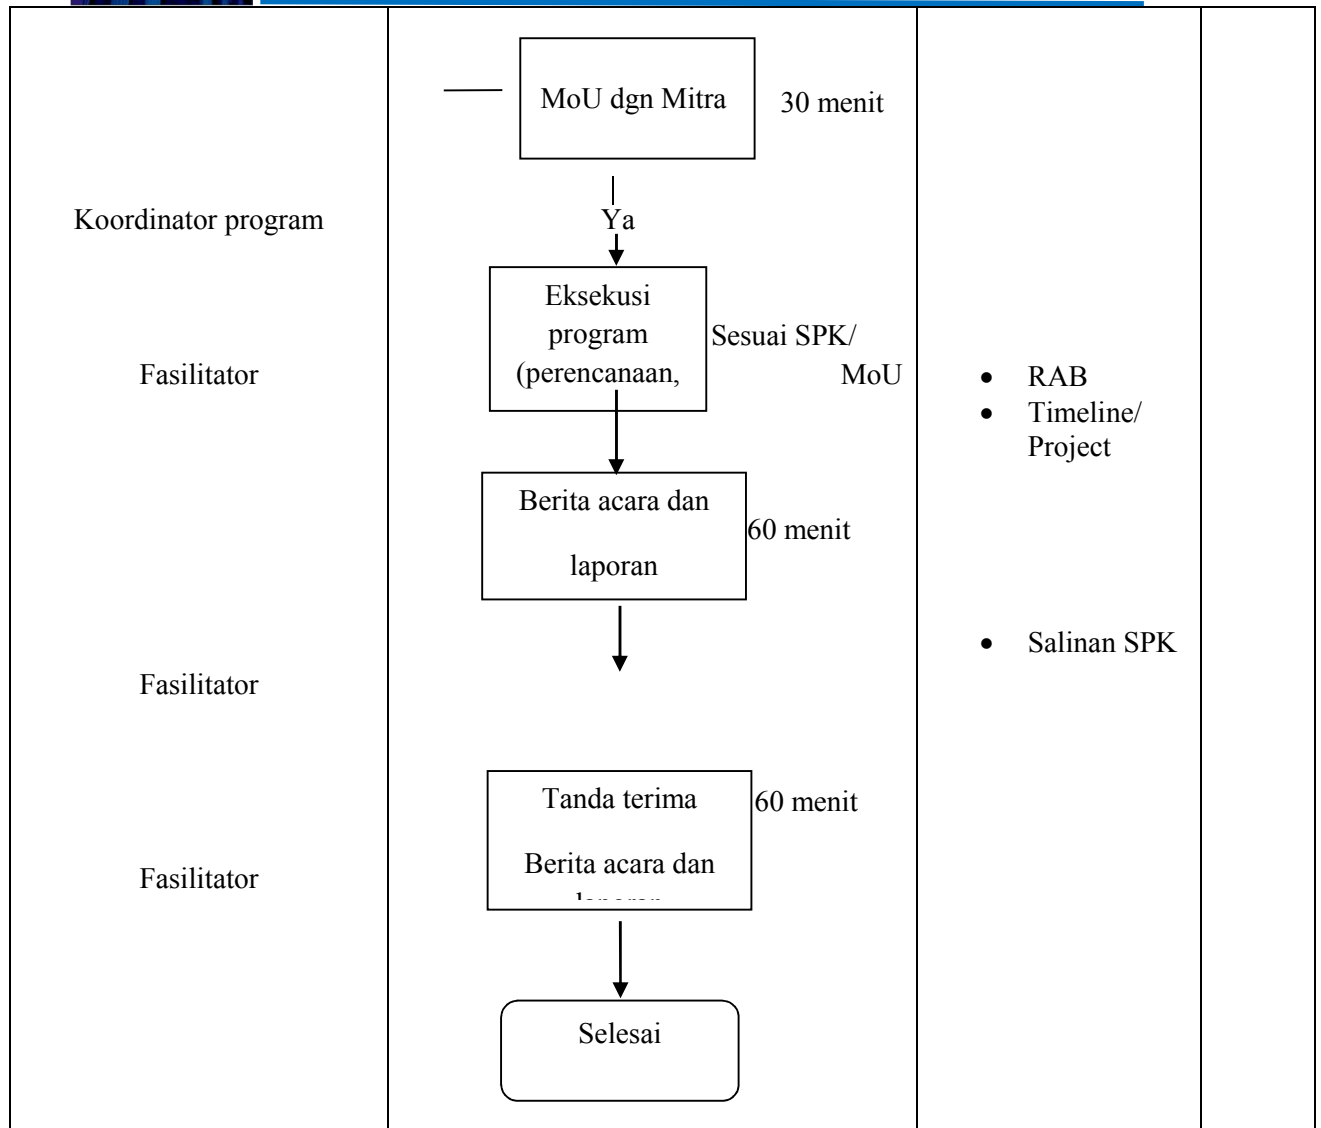 MoU dgn Mitra
30 menit
Koordinator program
Ya
Eksekusi
program
(perencanaan,
Sesuai SPK/
MoU
Fasilitator
• RAB
• Timeline/
Project
Berita acara dan
laporan
60 menit
• Salinan SPK
Fasilitator
Tanda terima
Berita acara dan
60 menit
Fasilitator
Selesai